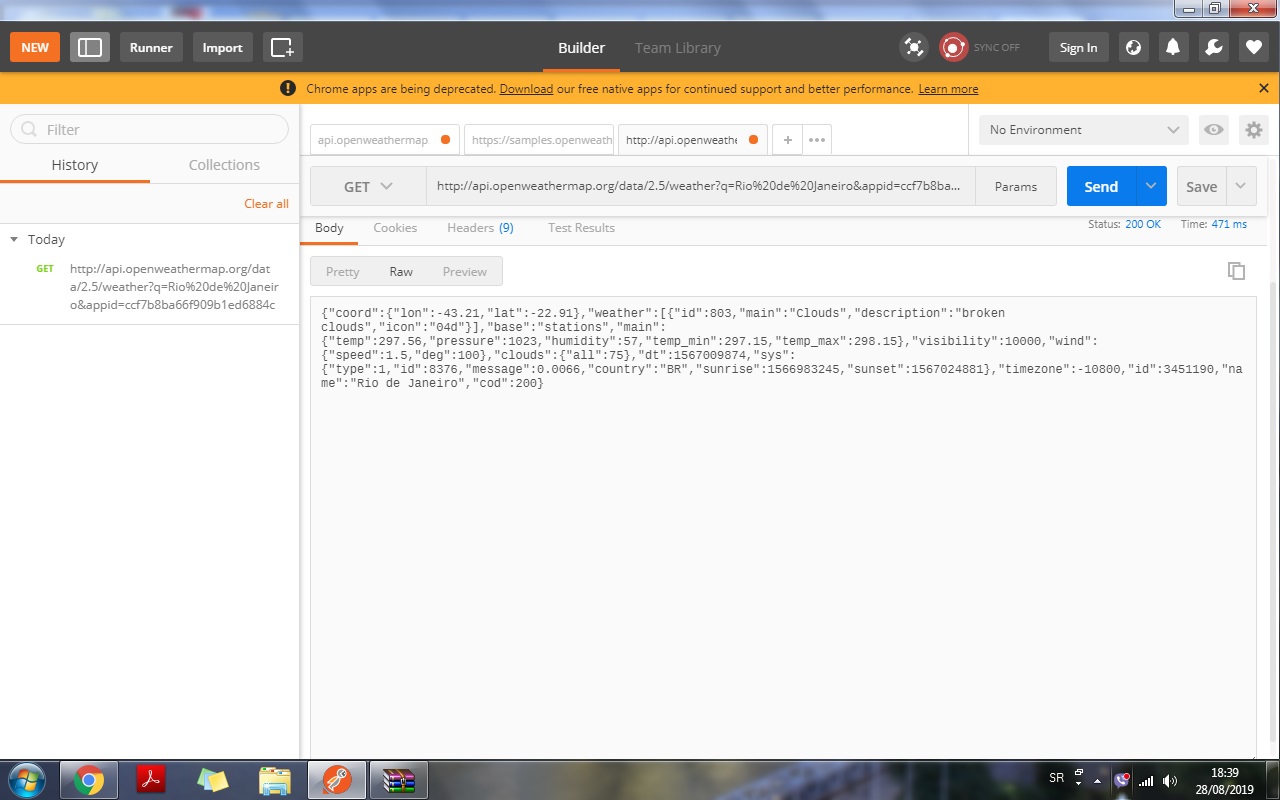 NEW
Runner
Import
Builder
Team Library
SYNC OFF
Sign In
Chrome apps are being deprecated. Download our free native apps for continued support and better performance. Learn more
Filter
History
Collections
Clear all
Today
GET
http://api.openweathermap.org/dat
a/2.5/weather?q=Rio%20de%20Janeir
o&appid=ccf7b8ba66f909b1ed6884c
api.openweathermap
https://samples.openweath
http://api.openweathe
No Environment
GET
http://api.openweathermap.org/data/2.5/weather?q=Rio%20de%20Janeiro&appid=ccf7b8ba...
Params
Send
Save
Body
Cookies
Headers (9)
Test Results
Status: 200 OK
Time: 471 ms
Pretty
Raw
Preview
{"coord":{"lon":-43.21,"lat":-22.91},"weather":[{"id":803,"main":"Clouds","description":"broken
clouds","icon":"04d"}],"base":"stations","main":
{"temp":297.56,"pressure":1023,"humidity":57,"temp_min":297.15,"temp_max":298.15},"visibility":10000,"wind":
{"speed":1.5,"deg":100},"clouds":{"all":75},"dt":1567009874,"sys":
{"type":1,"id":8376,"message":0.0066,"country":"BR","sunrise":1566983245,"sunset":1567024881},"timezone":-10800,"id":3451190,"na
me":"Rio de Janeiro","cod":200}
SR
18:39
28/08/2019